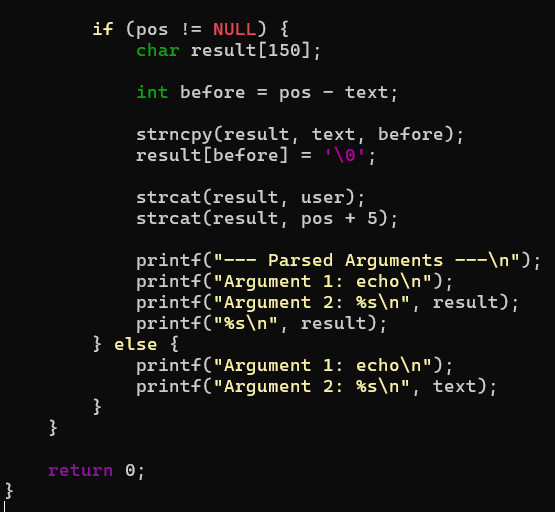 if (pos != NULL) {
char result[150];
int before = pos - text;
strncpy(result, text, before);
result[before] = '\0';
strcat(result, user);
strcat(result, pos + 5);
printf("--- Parsed Arguments ---\n");
printf("Argument 1: echo\n");
printf("Argument 2: %s\n", result);
printf("%s\n", result);
} else {
printf("Argument 1: echo\n");
printf("Argument 2: %s\n", text);
}
}
return 0;
}